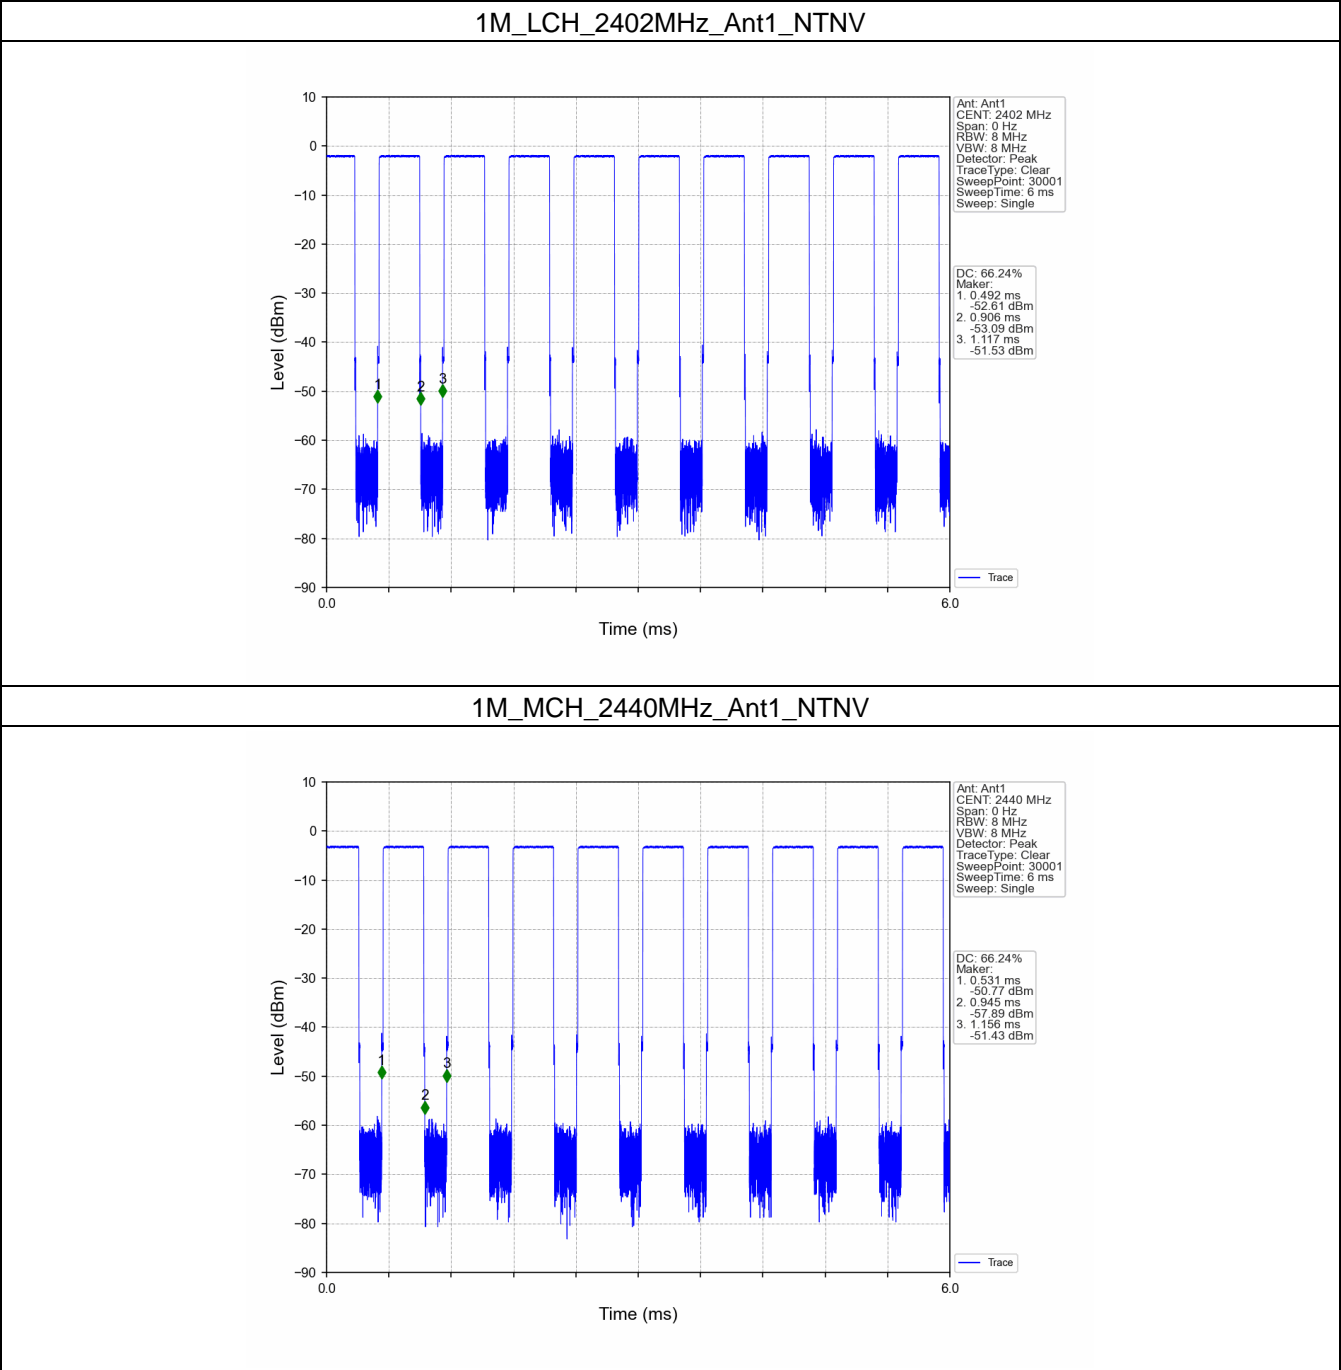 1M_LCH_2402MHz_Ant1_NTNV
10
0
−10
−20
−30
−40
−50
−60
−70
−80
−90
Level (dBm)
1
2
3
0.0
6.0
Time (ms)
Ant: Ant1
CENT: 2402 MHz
Span: 0 Hz
RBW: 8 MHz
VBW: 8 MHz
Detector: Peak
TraceType: Clear
SweepPoint: 30001
SweepTime: 6 ms
Sweep: Single
DC: 66.24%
Maker:
1. 0.492 ms
-52.61 dBm
2. 0.906 ms
-53.09 dBm
3. 1.117 ms
-51.53 dBm
Trace
1M_MCH_2440MHz_Ant1_NTNV
10
0
−10
−20
−30
−40
−50
−60
−70
−80
−90
Level (dBm)
1
2
3
0.0
6.0
Time (ms)
Ant: Ant1
CENT: 2440 MHz
Span: 0 Hz
RBW: 8 MHz
VBW: 8 MHz
Detector: Peak
TraceType: Clear
SweepPoint: 30001
SweepTime: 6 ms
Sweep: Single
DC: 66.24%
Maker:
1. 0.531 ms
-50.77 dBm
2. 0.945 ms
-57.89 dBm
3. 1.156 ms
-51.43 dBm
Trace